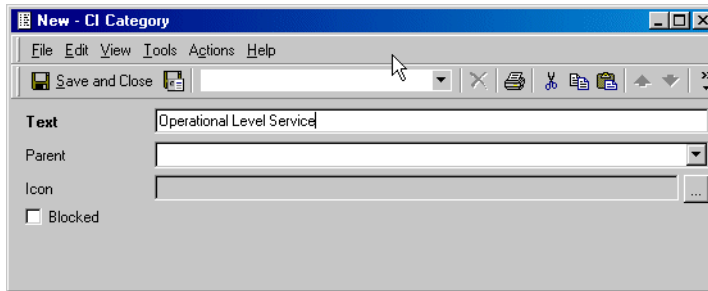 New - CI Category
File Edit View Tools Actions Help
Save and Close
Text Operational Level Service
Parent
Icon ...
Blocked